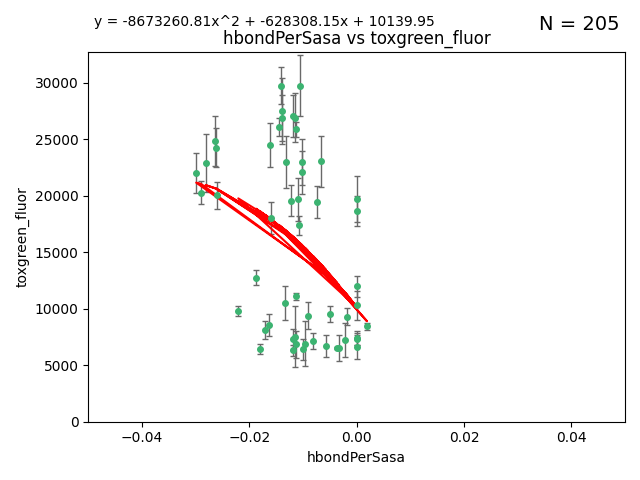 y = -8673260.81x^2 + -628308.15x + 10139.95
N = 205
hbondPerSasa vs toxgreen_fluor
30000
25000
20000
15000
10000
5000
0
toxgreen_fluor
−0.04
−0.02
0.00
0.02
0.04
hbondPerSasa